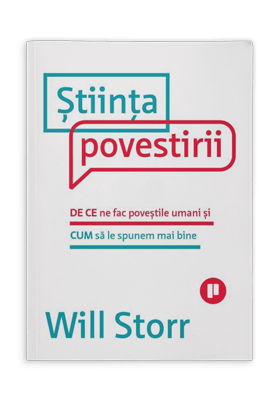 Știința
povestirii
DE CE ne fac poveștile umani și
CUM să le spunem mai bine
Will Storr